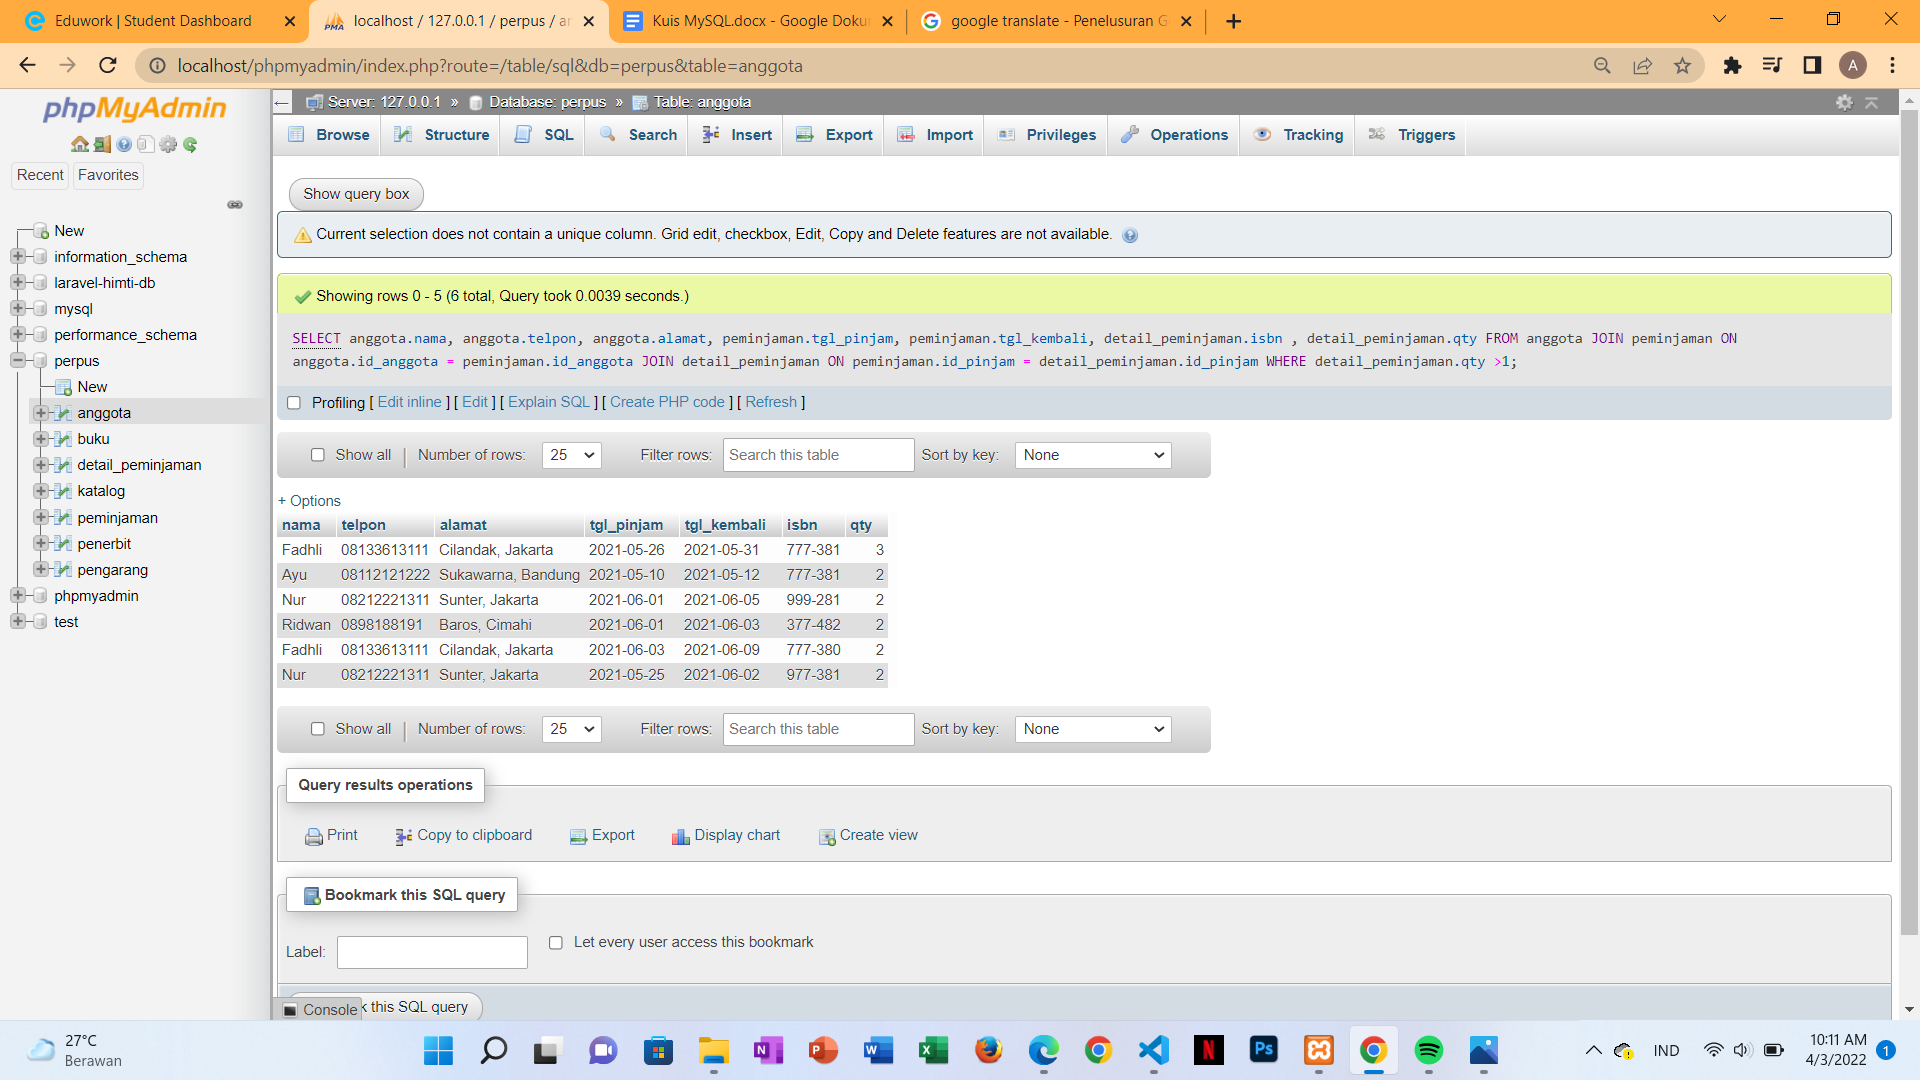 Eduwork | Student Dashboard
localhost / 127.0.0.1 / perpus / an
Kuis MySQL.docx - Google Doku
google translate - Penelusuran G
localhost/phpmyadmin/index.php?route=/table/sql&db=perpus&table=anggota
A
phpMyAdmin
Recent
Favorites
New
information_schema
laravel-himti-db
mysql
performance_schema
perpus
New
anggota
buku
detail_peminjaman
katalog
peminjaman
penerbit
pengarang
phpmyadmin
test
Server: 127.0.0.1 » Database: perpus » Table: anggota
Browse Structure SQL Search Insert Export Import Privileges Operations Tracking Triggers
Show query box
Current selection does not contain a unique column. Grid edit, checkbox, Edit, Copy and Delete features are not available.
Showing rows 0 - 5 (6 total, Query took 0.0039 seconds.)
SELECT anggota.nama, anggota.telpon, anggota.alamat, peminjaman.tgl_pinjam, peminjaman.tgl_kembali, detail_peminjaman.isbn , detail_peminjaman.qty FROM anggota JOIN peminjaman ON
anggota.id_anggota = peminjaman.id_anggota JOIN detail_peminjaman ON peminjaman.id_pinjam = detail_peminjaman.id_pinjam WHERE detail_peminjaman.qty >1;
Profiling [ Edit inline ] [ Edit ] [ Explain SQL ] [ Create PHP code ] [ Refresh ]
Show all | Number of rows: 25 Filter rows: Search this table Sort by key: None
+ Options
nama telpon alamat tgl_pinjam tgl_kembali isbn qty
Fadhli 08133613111 Cilandak, Jakarta 2021-05-26 2021-05-31 777-381 3
Ayu 08112121222 Sukawarna, Bandung 2021-05-10 2021-05-12 777-381 2
Nur 08212221311 Sunter, Jakarta 2021-06-01 2021-06-05 999-281 2
Ridwan 0898188191 Baros, Cimahi 2021-06-01 2021-06-03 377-482 2
Fadhli 08133613111 Cilandak, Jakarta 2021-06-03 2021-06-09 777-380 2
Nur 08212221311 Sunter, Jakarta 2021-05-25 2021-06-02 977-381 2
Show all | Number of rows: 25 Filter rows: Search this table Sort by key: None
Query results operations
Print Copy to clipboard Export Display chart Create view
Bookmark this SQL query
Label: Let every user access this bookmark
Console k this SQL query
27°C
Berawan
IND
10:11 AM
4/3/2022
1